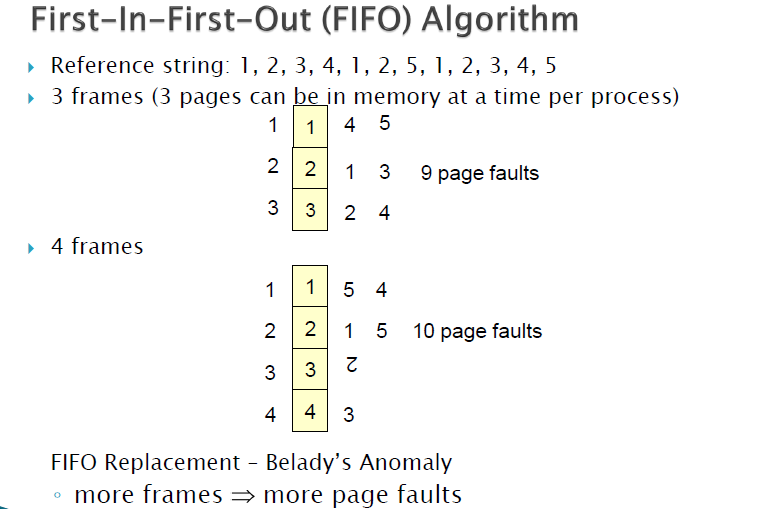 First-In-First-Out (FIFO) Algorithm
Reference string: 1, 2, 3, 4, 1, 2, 5, 1, 2, 3, 4, 5
3 frames (3 pages can be in memory at a time per process)
1 1 4 5
2 2 1 3 9 page faults
3 3 2 4
4 frames
1 1 5 4
2 2 1 5 10 page faults
3 3 2
4 4 3
FIFO Replacement – Belady's Anomaly
more frames ⇒ more page faults